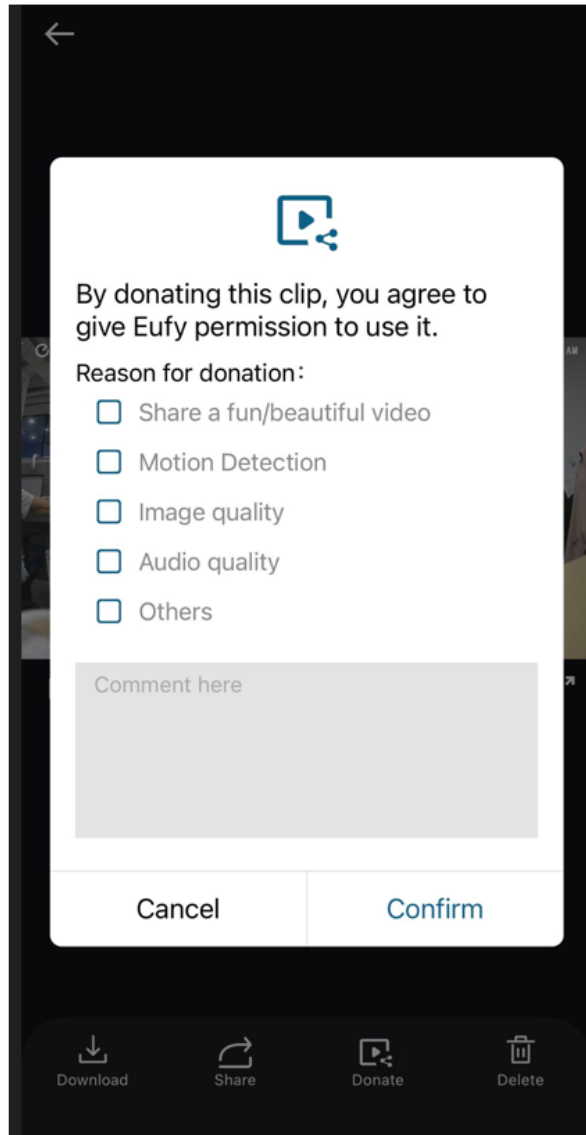 AM
By donating this clip, you agree to
give Eufy permission to use it.
Reason for donation:
Share a fun/beautiful video
Motion Detection
Image quality
Audio quality
Others
Comment here
Cancel
Confirm
Download
Share
Donate
Delete